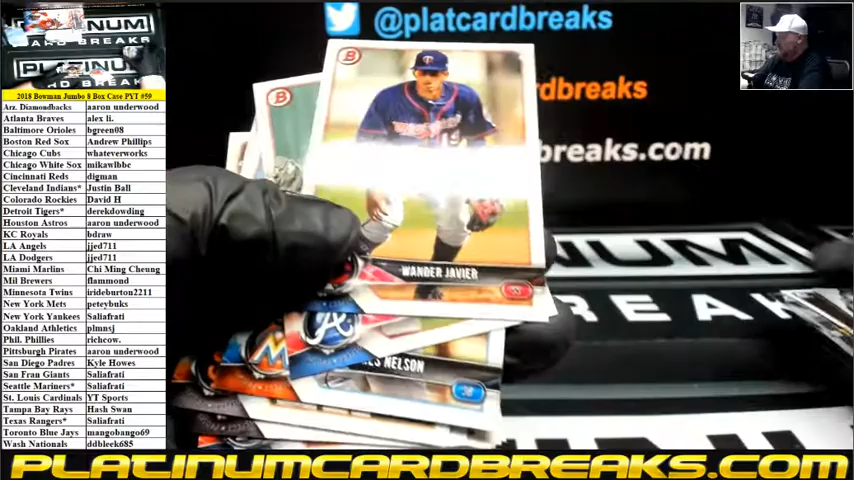 @platcardbreaks
ardbreaks
breaks.com
NUM
CARD BREAKS
PLATINUM
CARD BREAKS
2018 Bowman Jumbo 8 Box Case PYT #59
Arz. Diamondbacks aaron underwood
Atlanta Braves alex li.
Baltimore Orioles bgreen08
Boston Red Sox Andrew Phillips
Chicago Cubs whateverworks
Chicago White Sox mikawlbbc
Cincinnati Reds digman
Cleveland Indians* Justin Ball
Colorado Rockies David H
Detroit Tigers* derekdowding
Houston Astros aaron underwood
KC Royals bdraw
LA Angels jjed711
LA Dodgers jjed711
Miami Marlins Chi Ming Cheung
Mil Brewers flammond
Minnesota Twins irideburton2211
New York Mets peteybuks
New York Yankees Saliafrati
Oakland Athletics plmnsj
Phil. Phillies richcow.
Pittsburgh Pirates aaron underwood
San Diego Padres Kyle Howes
San Fran Giants Saliafrati
Seattle Mariners* Saliafrati
St. Louis Cardinals YT Sports
Tampa Bay Rays Hash Swan
Texas Rangers* Saliafrati
Toronto Blue Jays mangobango69
Wash Nationals ddbleek685
B
B
WANDER JAVIER
A
NELSON
NUM
BREAK
PLATINUMCARDBREAKS.COM